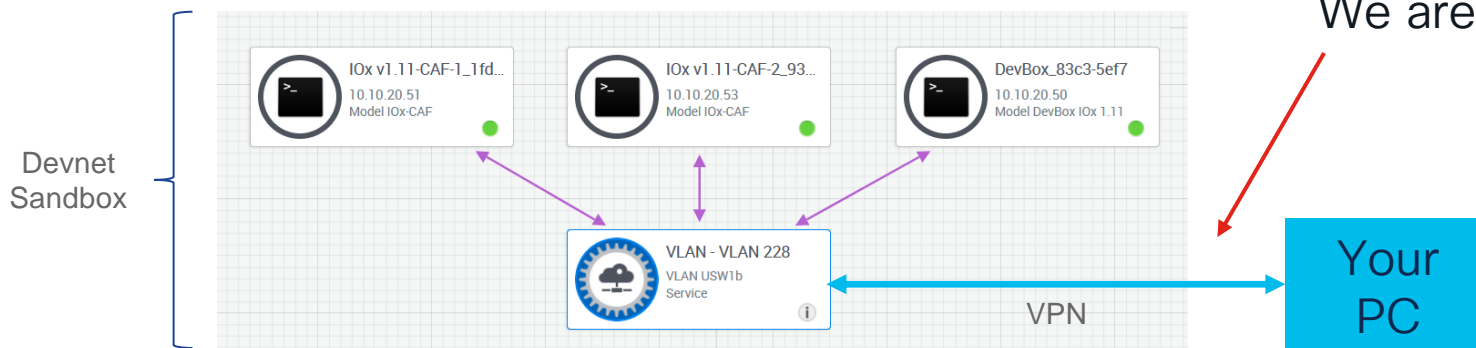 We are
IOx v1.11-CAF-1_1fd...
10.10.20.51
Model IOx-CAF
IOx v1.11-CAF-2_93...
10.10.20.53
Model IOx-CAF
DevBox_83c3-5ef7
10.10.20.50
Model DevBox IOx 1.11
Devnet
Sandbox
VLAN - VLAN 228
VLAN USW1b
Service
i
VPN
Your
PC